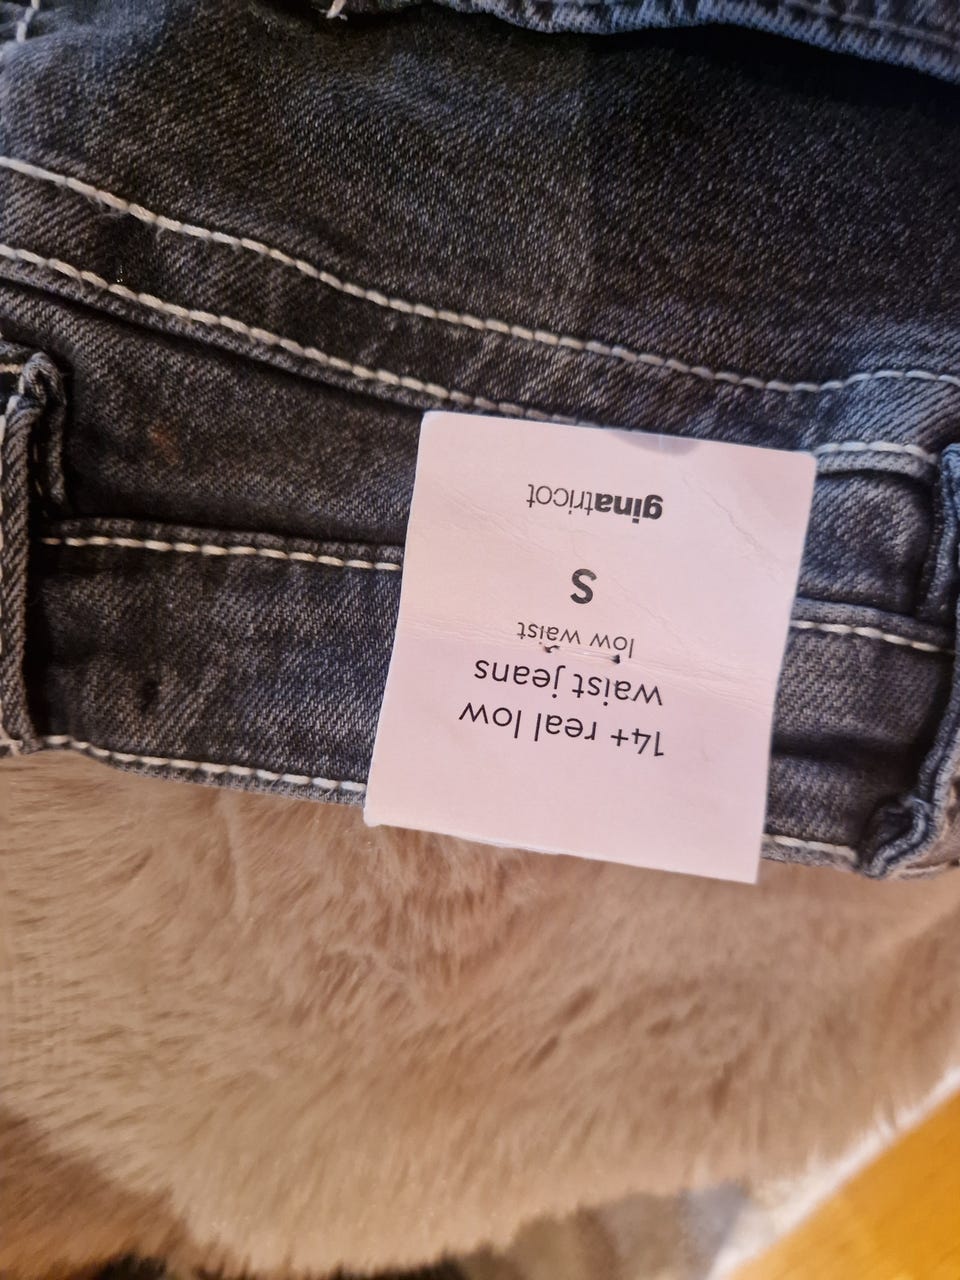 14+ real low
waist jeans
low waist
S
ginatricot